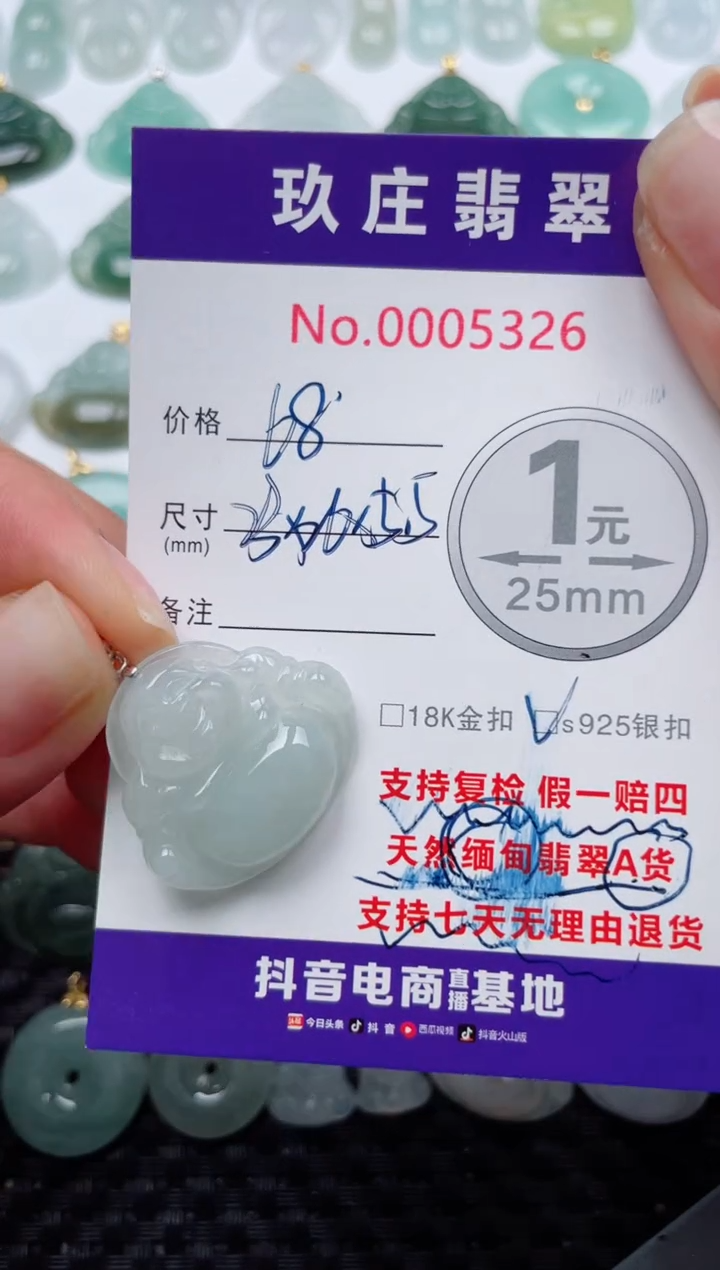 玖庄翡翠
No.0005326
价格 68
尺寸
(mm)
备注
1元
25mm
□18K金扣 □s925银扣
支持复检 假一赔四
天然缅甸翡翠A货
支持七天无理由退货
抖音电商直播基地
头条 今日头条 抖音 西瓜视频 抖音火山版